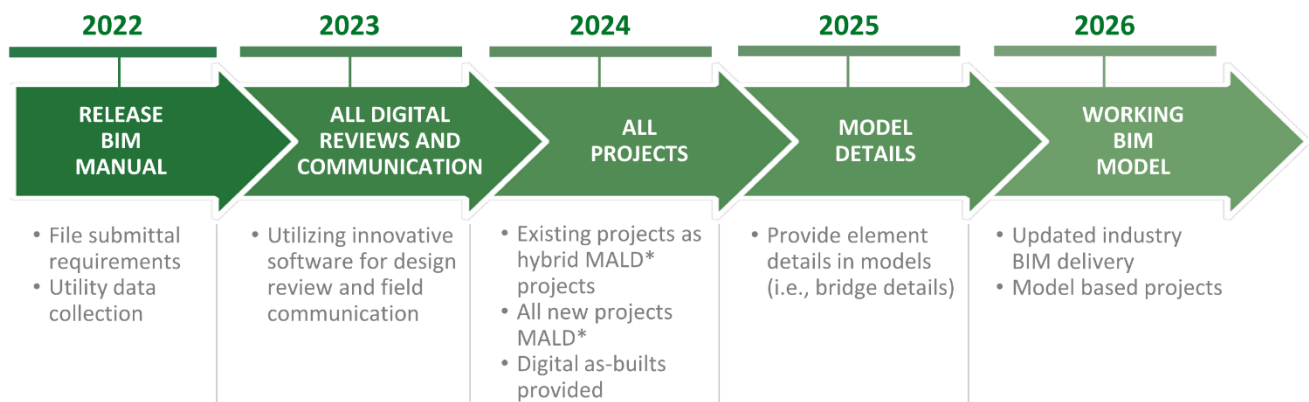 2022
2023
2024
2025
2026
RELEASE
BIM
MANUAL
ALL DIGITAL
REVIEWS AND
COMMUNICATION
ALL
PROJECTS
MODEL
DETAILS
WORKING
BIM
MODEL
• File submittal
requirements
• Utility data
collection
• Utilizing innovative
software for design
review and field
communication
• Existing projects as
hybrid MALD*
projects
• All new projects
MALD*
• Digital as-builts
provided
• Provide element
details in models
(i.e., bridge details)
• Updated industry
BIM delivery
• Model based projects